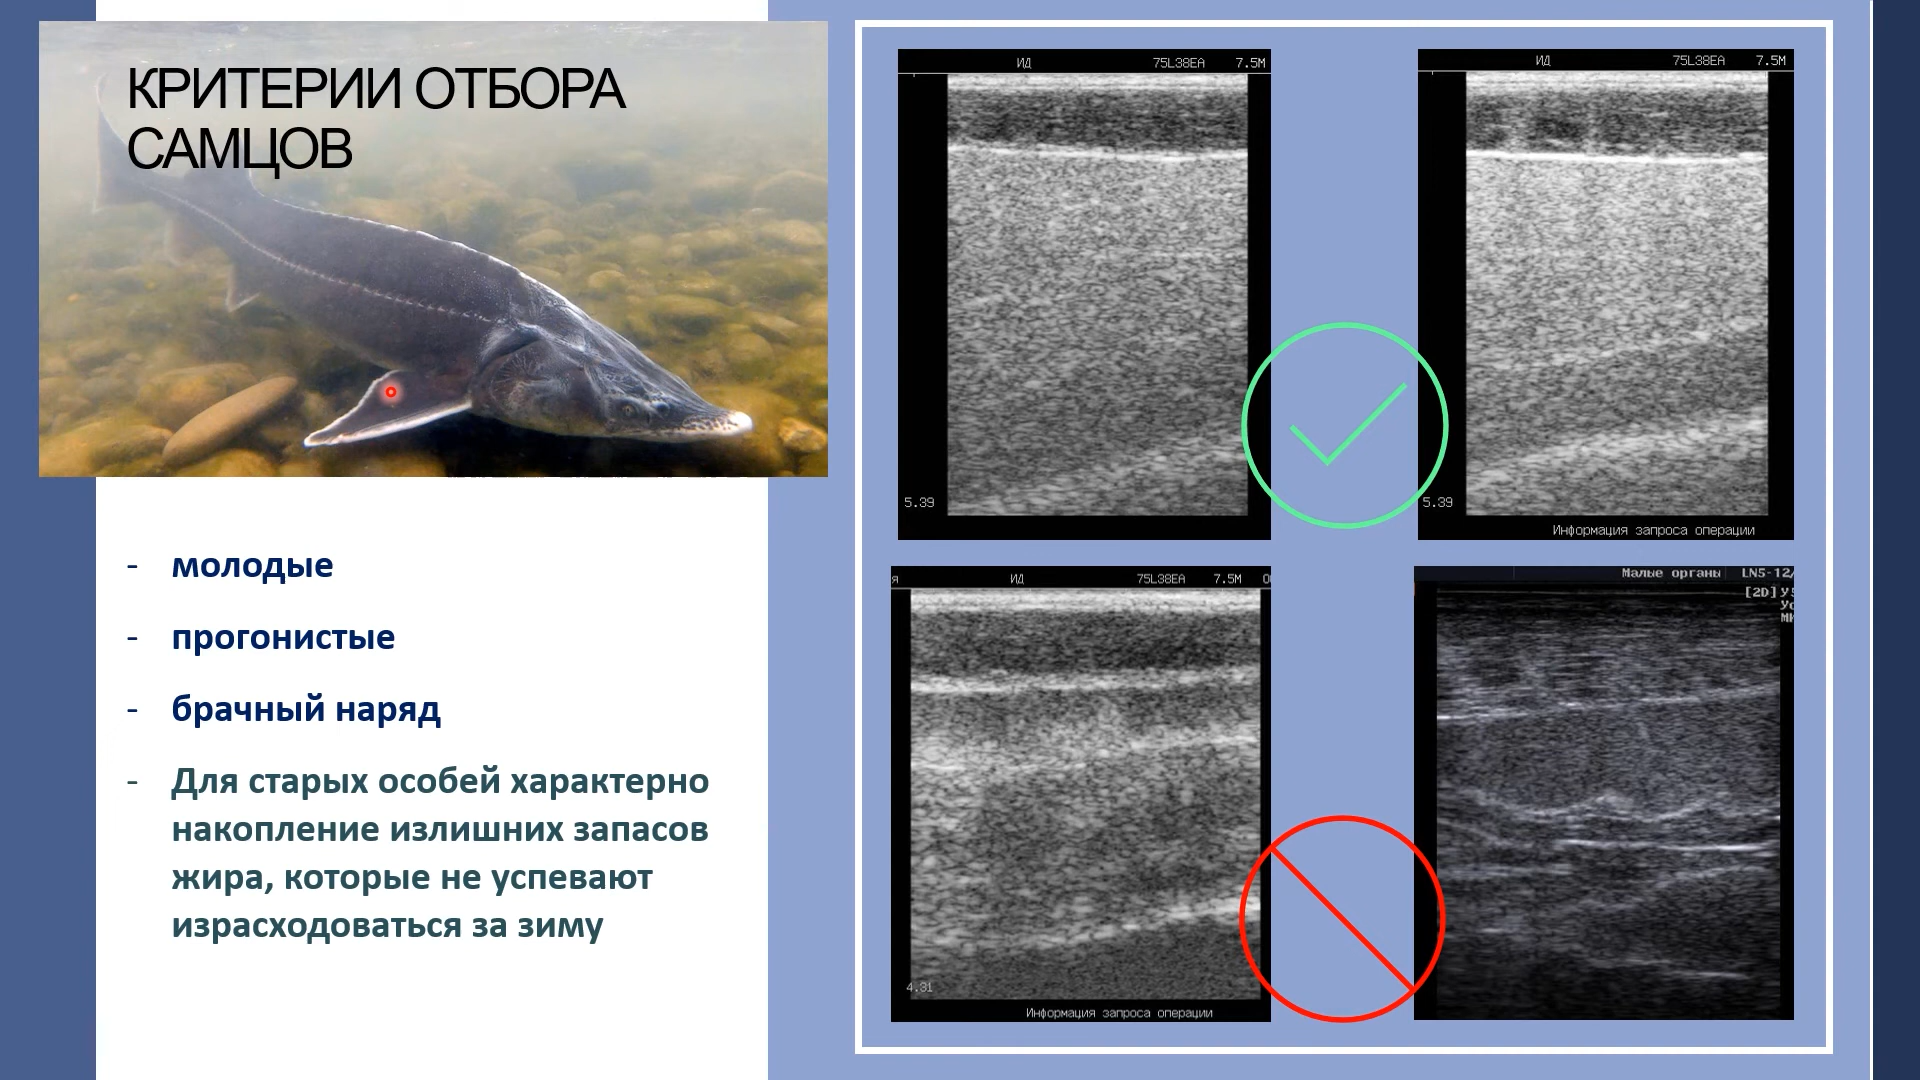 КРИТЕРИИ ОТБОРА
САМЦОВ
- молодые
- прогонистые
- брачный наряд
- Для старых особей характерно
накопление излишних запасов
жира, которые не успевают
израсходоваться за зиму
ИД 75L38EA 7.5M
5.39
ИД 75L38EA 7.5M
5.39
Информация запроса операции
я ИД 75L38EA 7.5M
4.31
Информация запроса операции
Малые органы LN5-12/
[2D]